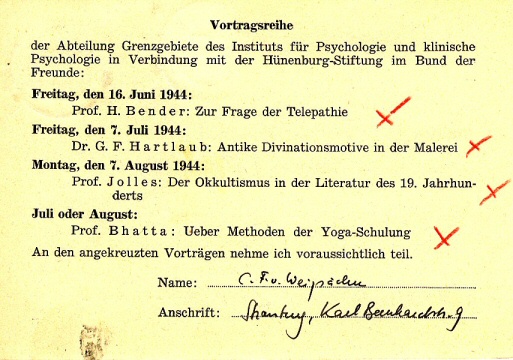 Vortragsreihe
der Abteilung Grenzgebiete des Instituts für Psychologie und klinische
Psychologie in Verbindung mit der Hünenburg-Stiftung im Bund der
Freunde:
Freitag, den 16. Juni 1944:
Prof. H. Bender: Zur Frage der Telepathie
Freitag, den 7. Juli 1944:
Dr. G. F. Hartlaub: Antike Divinationsmotive in der Malerei
Montag, den 7. August 1944:
Prof. Jolles: Der Okkultismus in der Literatur des 19. Jahrhun-
derts
Juli oder August:
Prof. Bhatta: Ueber Methoden der Yoga-Schulung
An den angekreuzten Vorträgen nehme ich voraussichtlich teil.
Name: C. F. v. Weizsäcker
Anschrift: Karl Bernhardstr. 9